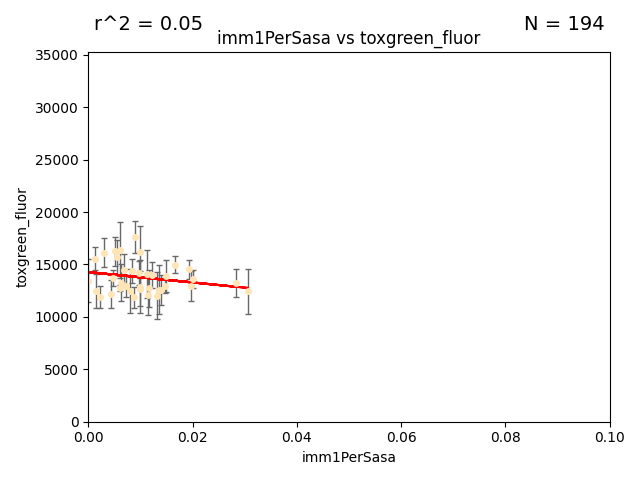 r^2 = 0.05
N = 194
imm1PerSasa vs toxgreen_fluor
35000
30000
25000
20000
15000
10000
5000
0
toxgreen_fluor
0.00
0.02
0.04
0.06
0.08
0.10
imm1PerSasa